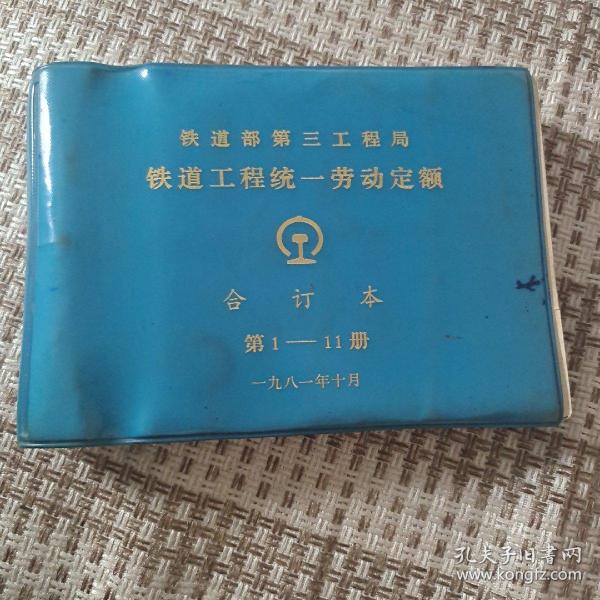 铁道部第三工程局
铁道工程统一劳动定额
合订本
第1—11册
一九八一年十月
孔夫子旧书网
www.kongfz.com